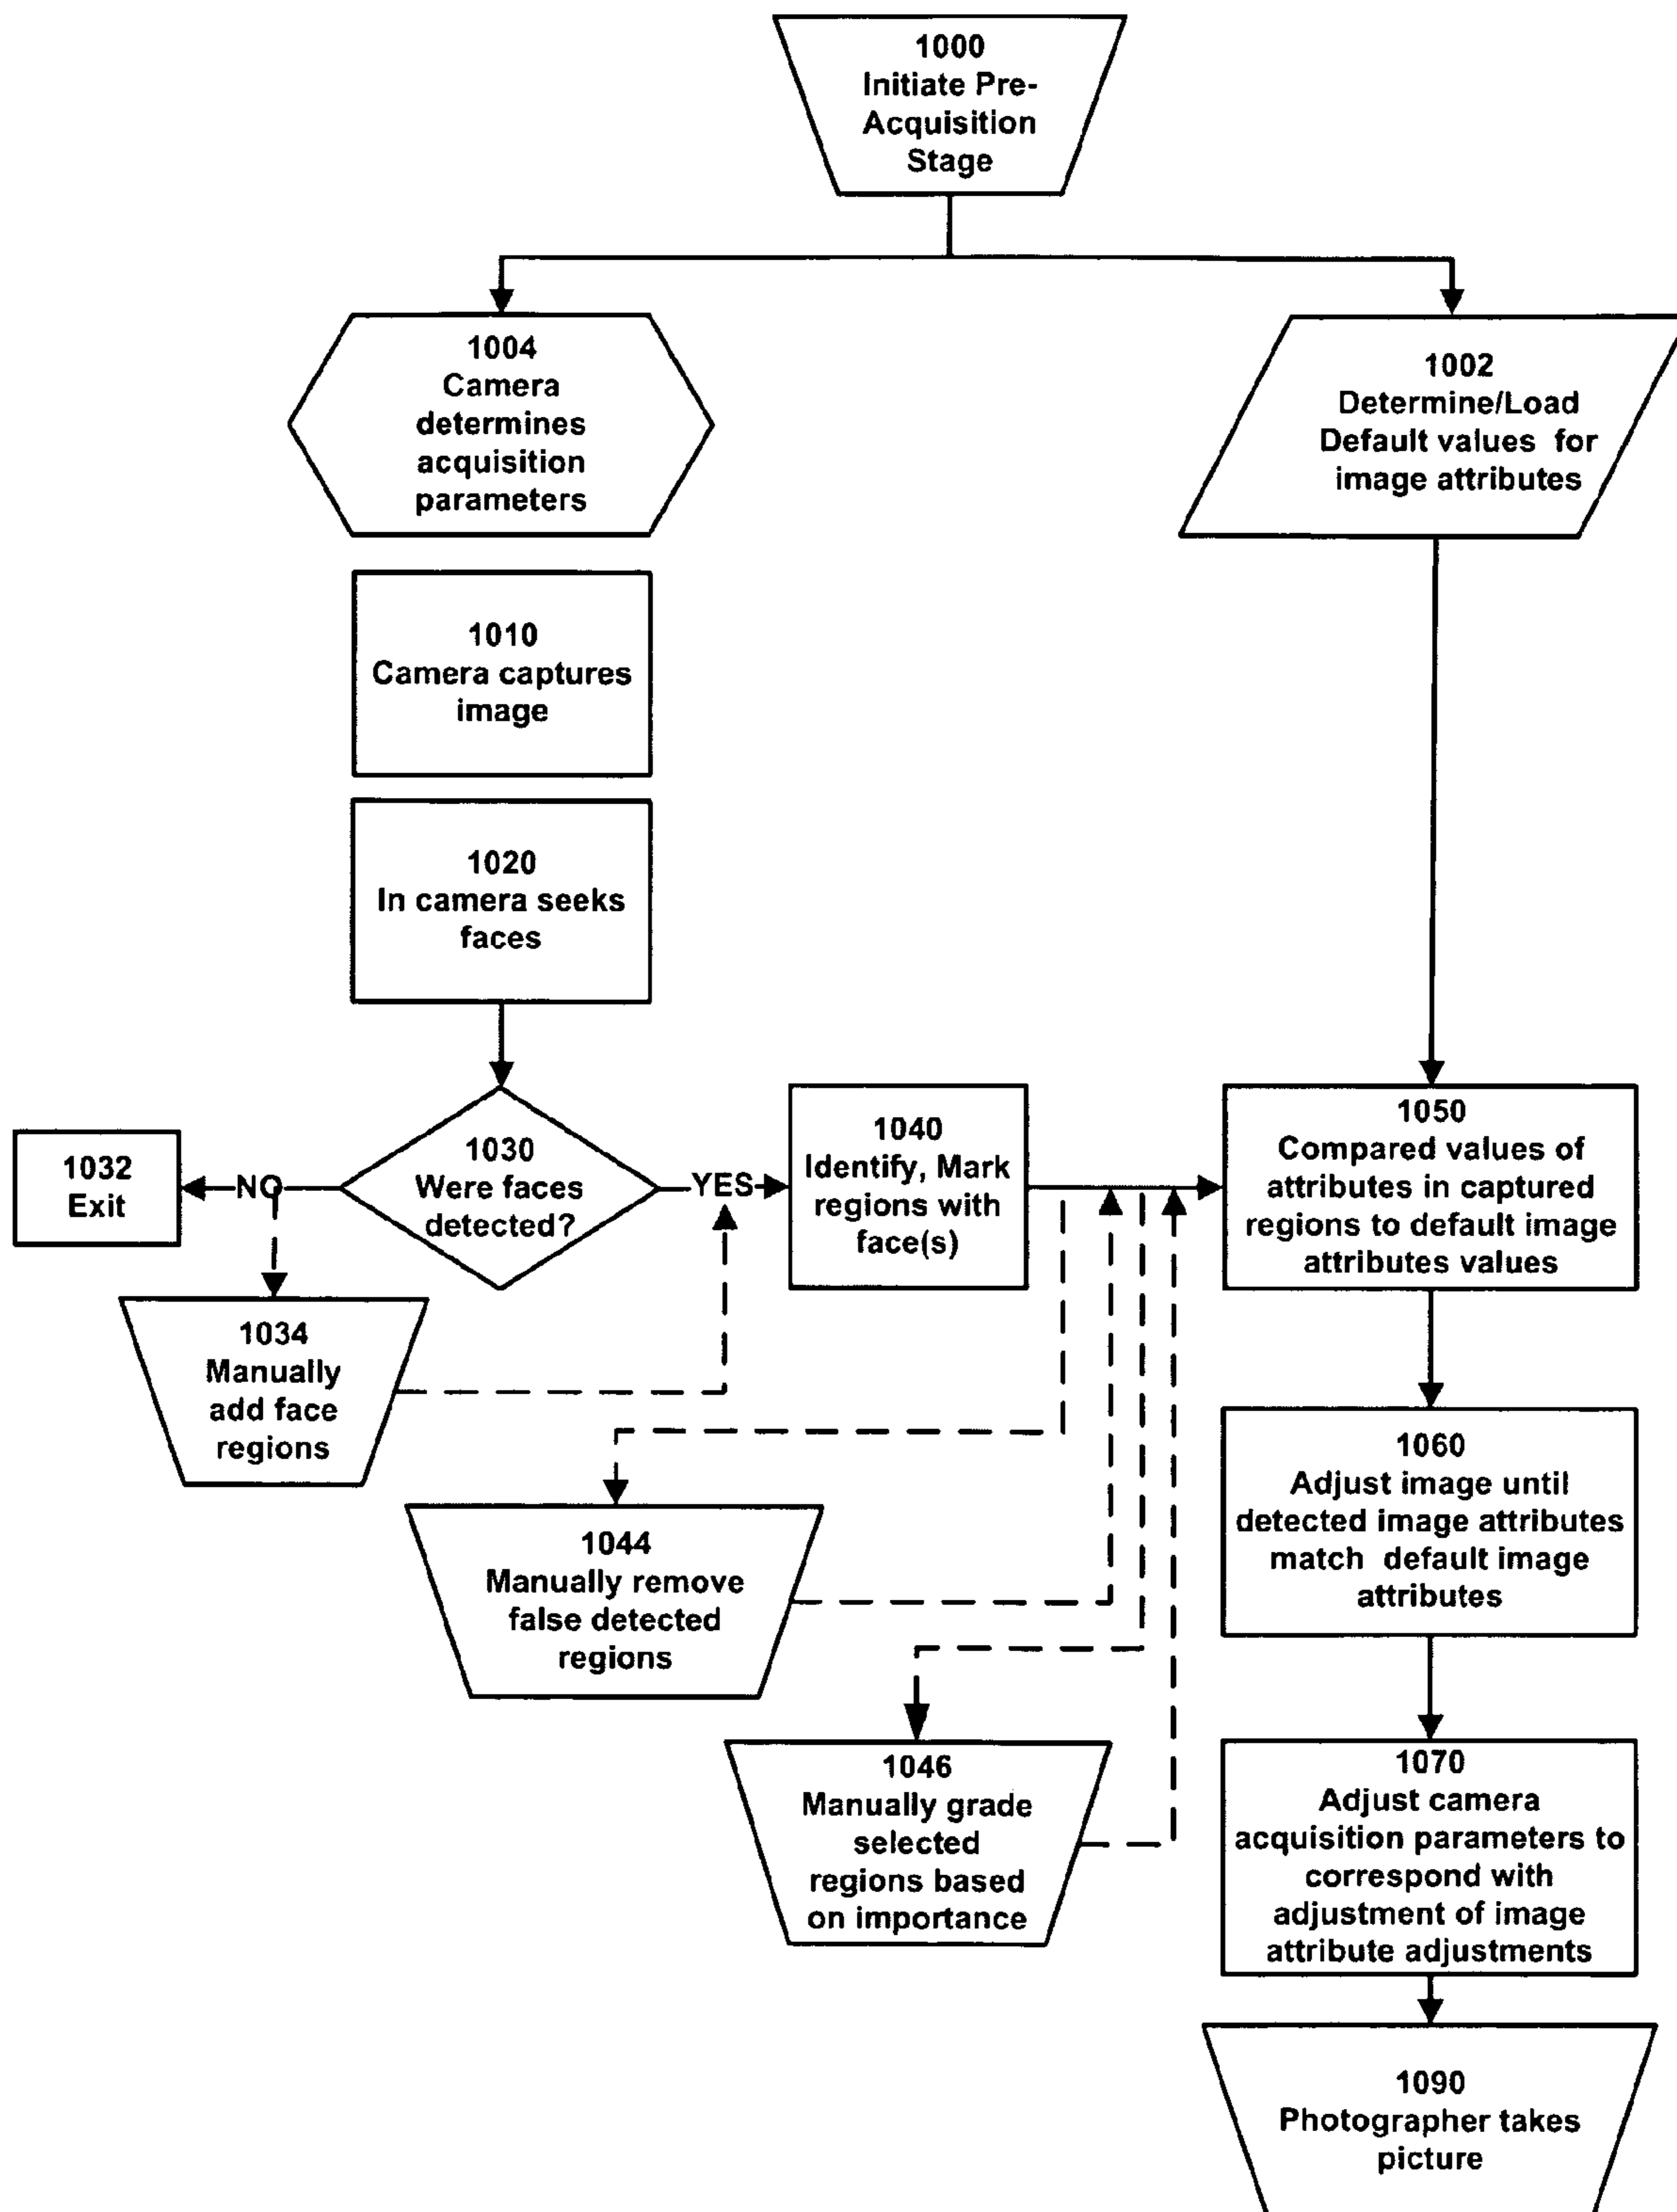 1000
Initiate Pre-
Acquisition
Stage
1004
Camera
determines
acquisition
parameters
1002
Determine/Load
Default values for
image attributes
1010
Camera captures
image
1020
In camera seeks
faces
1032
Exit
NO
1030
Were faces
detected?
YES
1040
Identify, Mark
regions with
face(s)
1050
Compared values of
attributes in captured
regions to default image
attributes values
1034
Manually
add face
regions
1044
Manually remove
false detected
regions
1060
Adjust image until
detected image attributes
match default image
attributes
1046
Manually grade
selected
regions based
on importance
1070
Adjust camera
acquisition parameters to
correspond with
adjustment of image
attribute adjustments
1090
Photographer takes
picture